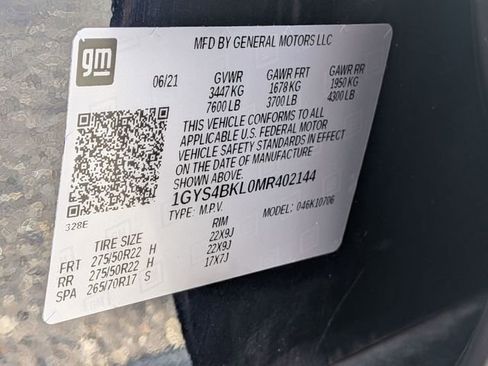 gm
MFD BY GENERAL MOTORS LLC
06/21 GVWR GAWR FRT GAWR RR
3447 KG 1678 KG 1950 KG
7600 LB 3700 LB 4300 LB
THIS VEHICLE CONFORMS TO ALL
APPLICABLE U.S. FEDERAL MOTOR
VEHICLE SAFETY STANDARDS IN EFFECT
ON THE DATE OF MANUFACTURE
SHOWN ABOVE.
1GYS4BKL0MR402144
TYPE: M.P.V. MODEL: 046K10706
328E
TIRE SIZE RIM
FRT 275/50R22 H 22X9J
RR 275/50R22 H 22X9J
SPA 265/70R17 S 17X7J